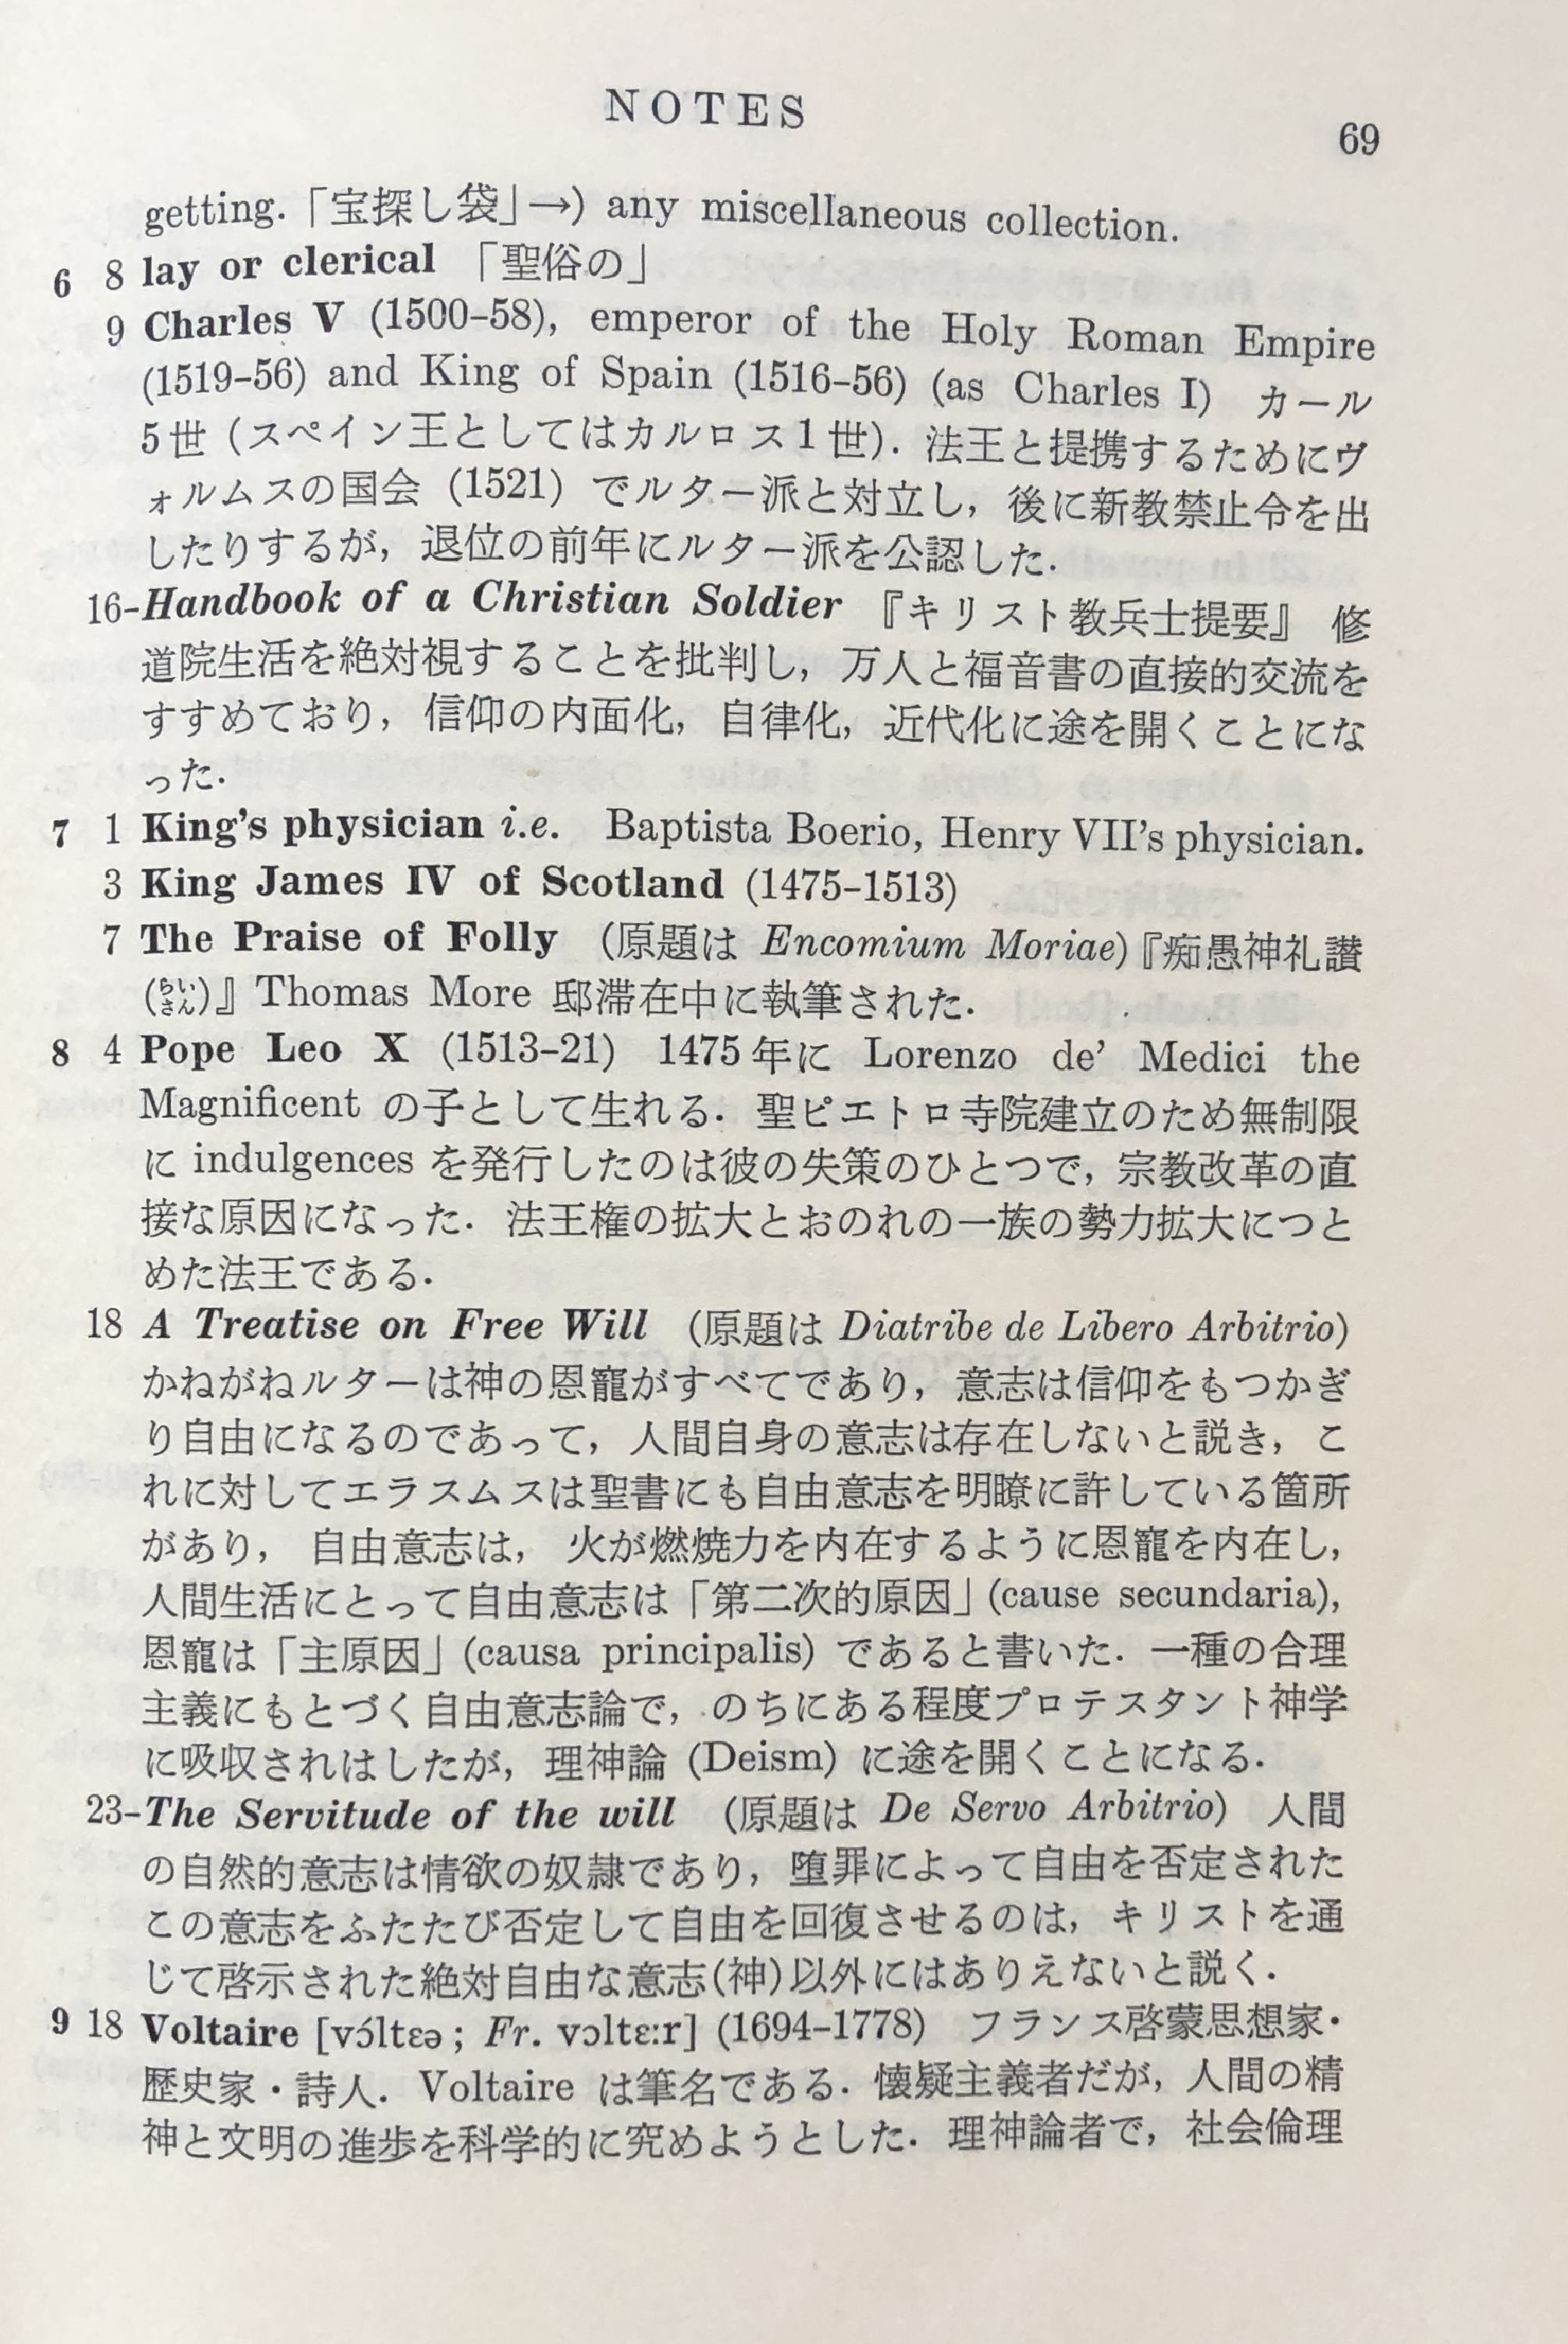 NOTES
69
getting.「宝探し袋」→) any miscellaneous collection.
6 8 lay or clerical 「聖俗の」
9 Charles V (1500–58), emperor of the Holy Roman Empire
(1519–56) and King of Spain (1516–56) (as Charles I) カール
5世 (スペイン王としてはカルロス1世). 法王と提携するためにヴ
ォルムスの国会 (1521) でルター派と対立し, 後に新教禁止令を出
したりするが, 退位の前年にルター派を公認した.
16–Handbook of a Christian Soldier 『キリスト教兵士提要』 修
道院生活を絶対視することを批判し, 万人と福音書の直接的交流を
すすめており, 信仰の内面化, 自律化, 近代化に途を開くことにな
った.
7 1 King's physician i.e. Baptista Boerio, Henry VII's physician.
3 King James IV of Scotland (1475–1513)
7 The Praise of Folly (原題は Encomium Moriae)『痴愚神礼讃
(らいさん)』Thomas More 邸滞在中に執筆された.
8 4 Pope Leo X (1513–21) 1475年に Lorenzo de' Medici the
Magnificent の子として生れる. 聖ピエトロ寺院建立のため無制限
に indulgences を発行したのは彼の失策のひとつで, 宗教改革の直
接な原因になった. 法王権の拡大とおのれの一族の勢力拡大につと
めた法王である.
18 A Treatise on Free Will (原題は Diatribe de Libero Arbitrio)
かねがねルターは神の恩寵がすべてであり, 意志は信仰をもつかぎ
り自由になるのであって, 人間自身の意志は存在しないと説き, こ
れに対してエラスムスは聖書にも自由意志を明瞭に許している箇所
があり, 自由意志は, 火が燃焼力を内在するように恩寵を内在し,
人間生活にとって自由意志は「第二次的原因」(cause secundaria),
恩寵は「主原因」(causa principalis) であると書いた. 一種の合理
主義にもとづく自由意志論で, のちにある程度プロテスタント神学
に吸収されはしたが, 理神論 (Deism) に途を開くことになる.
23–The Servitude of the will (原題は De Servo Arbitrio) 人間
の自然的意志は情欲の奴隷であり, 堕罪によって自由を否定された
この意志をふたたび否定して自由を回復させるのは, キリストを通
じて啓示された絶対自由な意志(神)以外にはありえないと説く.
9 18 Voltaire [vɔ́ltɛə; Fr. vɔltɛ:r] (1694–1778) フランス啓蒙思想家・
歴史家・詩人. Voltaire は筆名である. 懐疑主義者だが, 人間の精
神と文明の進歩を科学的に究めようとした. 理神論者で, 社会倫理